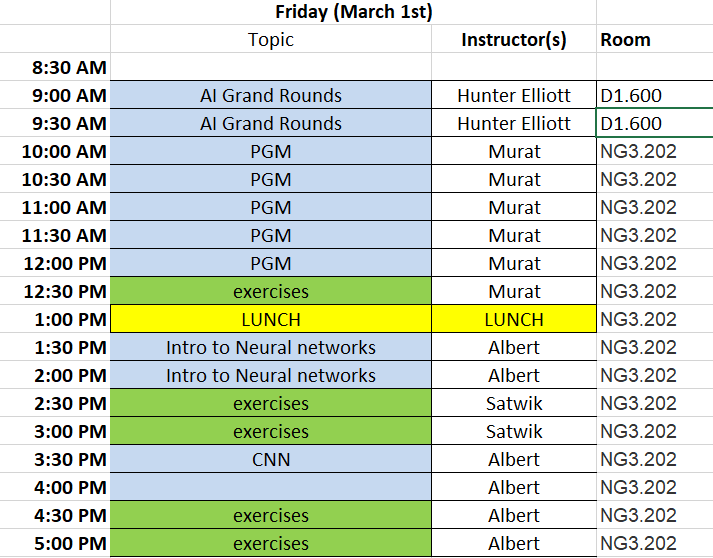 Friday (March 1st)
Topic Instructor(s) Room
8:30 AM
9:00 AM AI Grand Rounds Hunter Elliott D1.600
9:30 AM AI Grand Rounds Hunter Elliott D1.600
10:00 AM PGM Murat NG3.202
10:30 AM PGM Murat NG3.202
11:00 AM PGM Murat NG3.202
11:30 AM PGM Murat NG3.202
12:00 PM PGM Murat NG3.202
12:30 PM exercises Murat NG3.202
1:00 PM LUNCH LUNCH NG3.202
1:30 PM Intro to Neural networks Albert NG3.202
2:00 PM Intro to Neural networks Albert NG3.202
2:30 PM exercises Satwik NG3.202
3:00 PM exercises Satwik NG3.202
3:30 PM CNN Albert NG3.202
4:00 PM Albert NG3.202
4:30 PM exercises Albert NG3.202
5:00 PM exercises Albert NG3.202